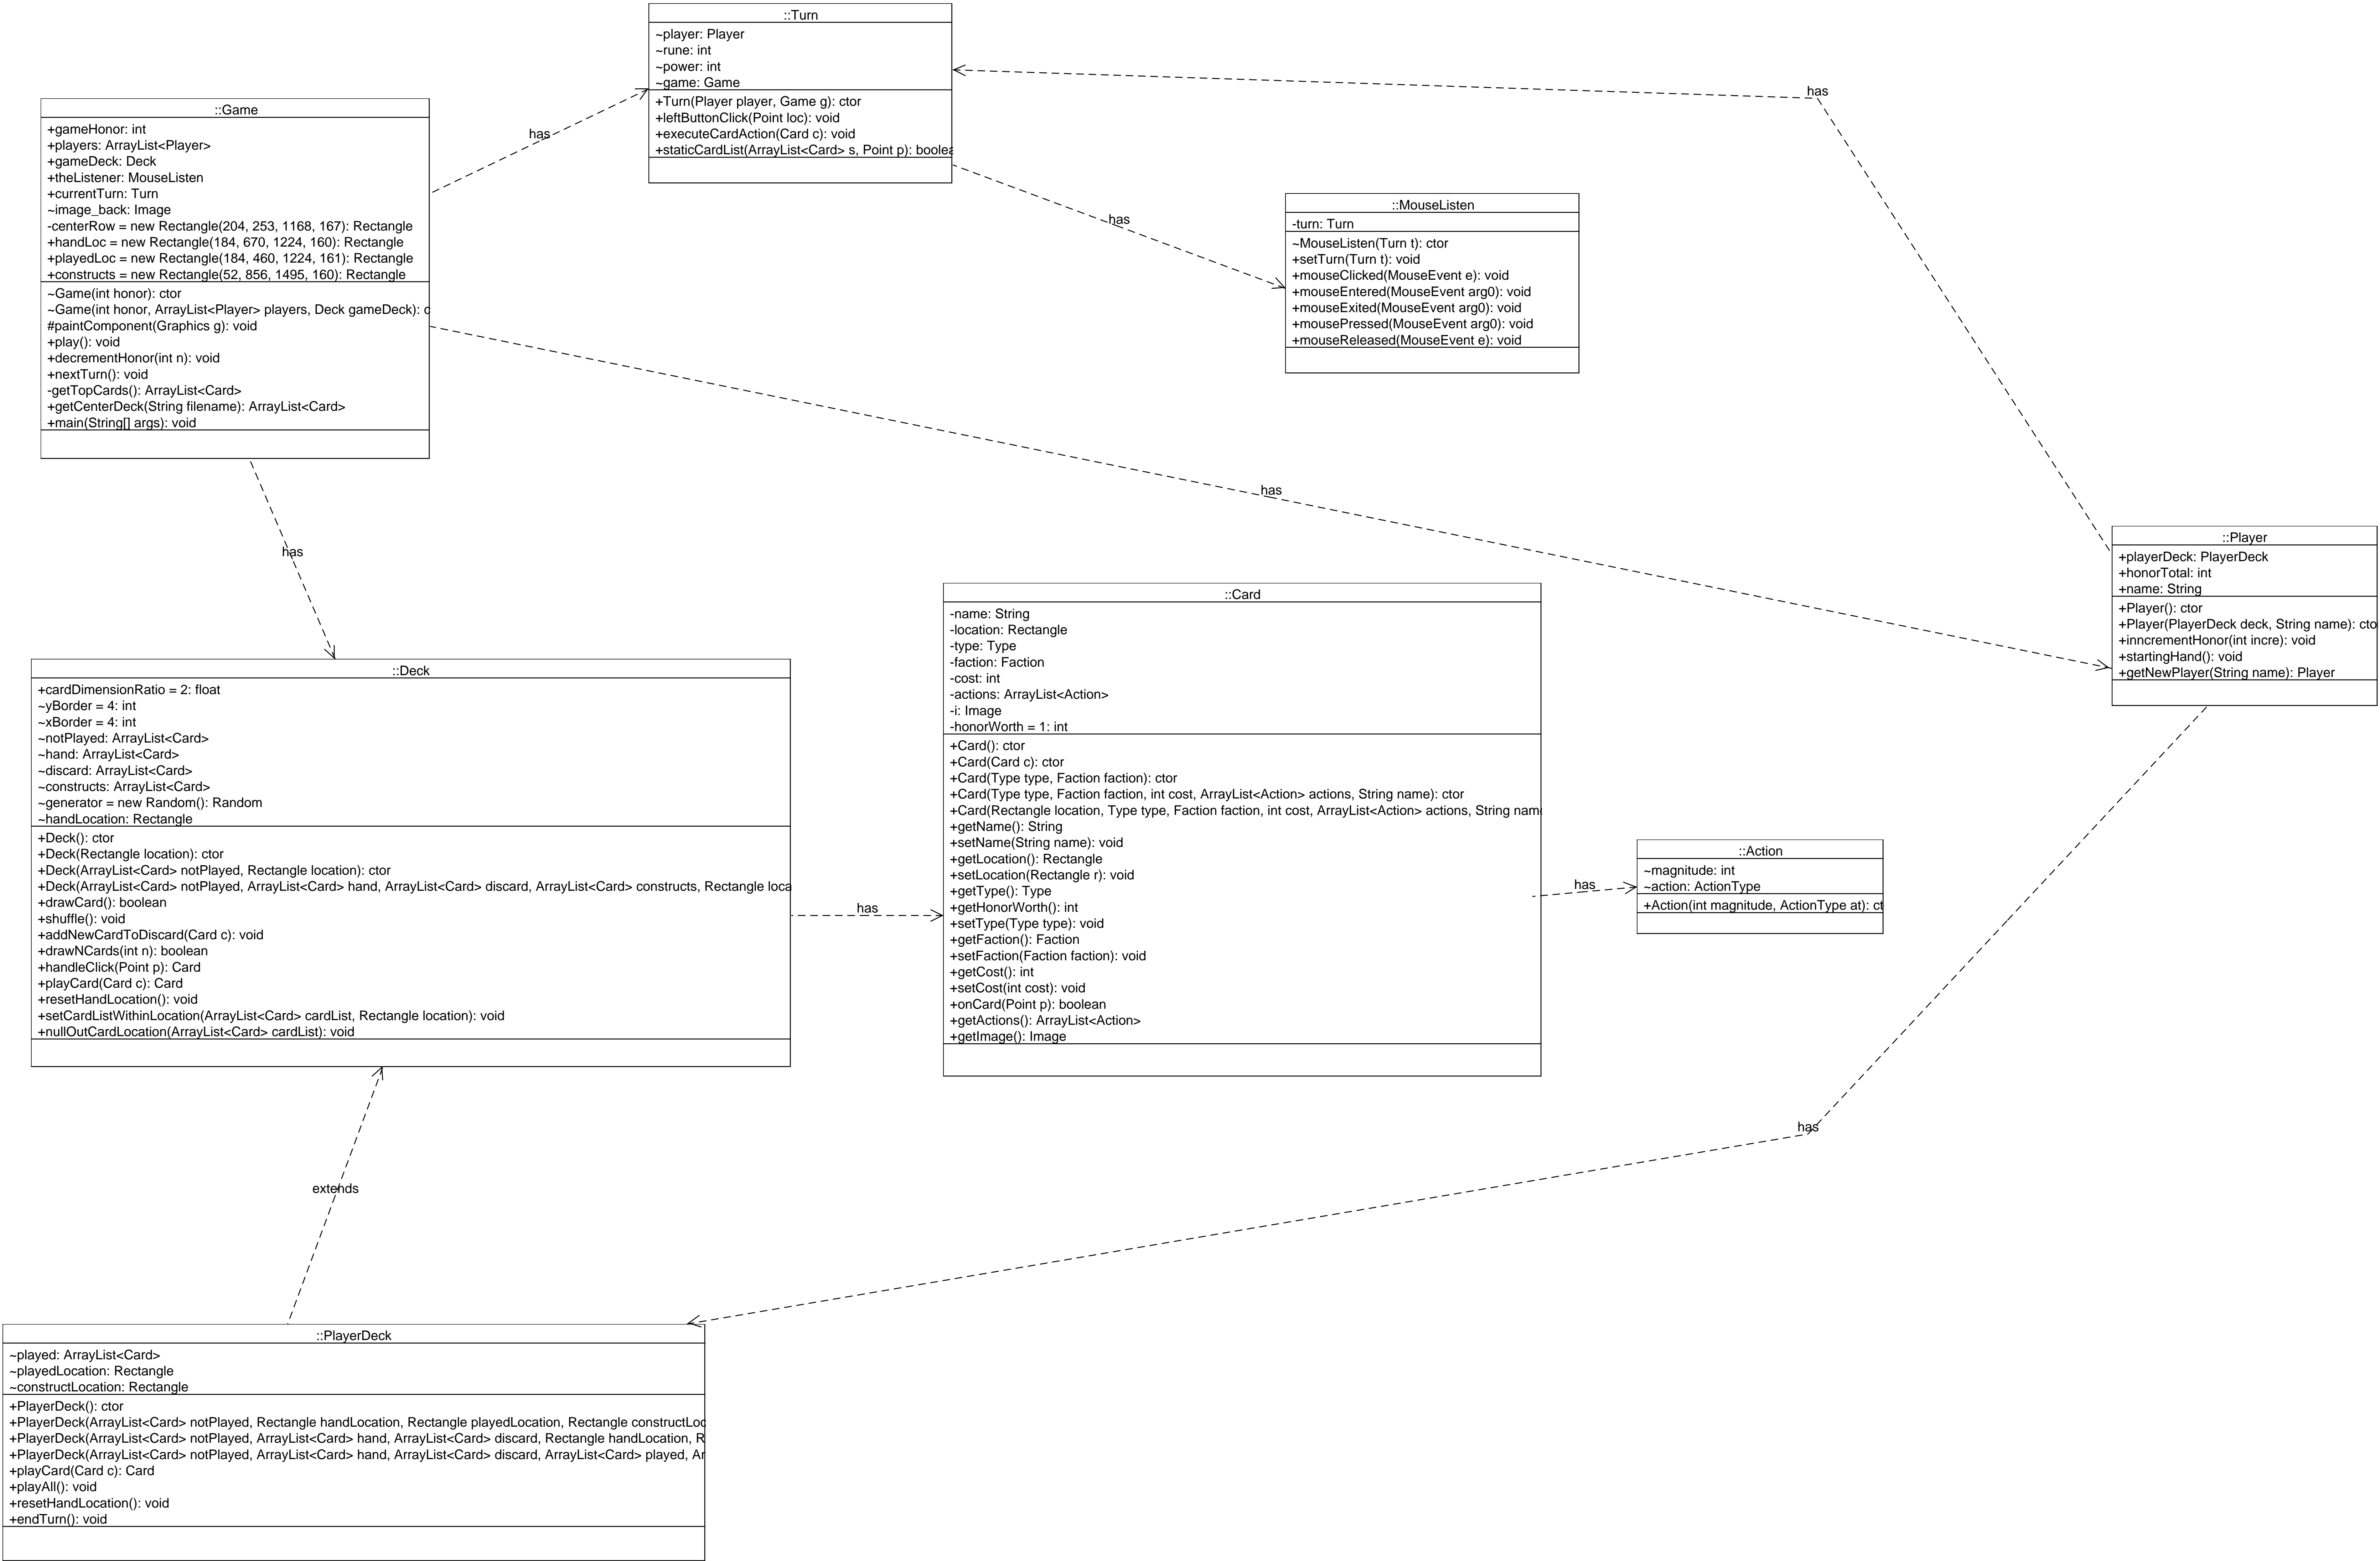 ::Turn
~player: Player
~rune: int
~power: int
~game: Game
+Turn(Player player, Game g): ctor
+leftButtonClick(Point loc): void
+executeCardAction(Card c): void
+staticCardList(ArrayList<Card> s, Point p): boolea
has
::Game
+gameHonor: int
+players: ArrayList<Player>
+gameDeck: Deck
+theListener: MouseListen
+currentTurn: Turn
~image_back: Image
-centerRow = new Rectangle(204, 253, 1168, 167): Rectangle
+handLoc = new Rectangle(184, 670, 1224, 160): Rectangle
+playedLoc = new Rectangle(184, 460, 1224, 161): Rectangle
+constructs = new Rectangle(52, 856, 1495, 160): Rectangle
~Game(int honor): ctor
~Game(int honor, ArrayList<Player> players, Deck gameDeck): c
#paintComponent(Graphics g): void
+play(): void
+decrementHonor(int n): void
+nextTurn(): void
-getTopCards(): ArrayList<Card>
+getCenterDeck(String filename): ArrayList<Card>
+main(String[] args): void
has
has
::MouseListen
-turn: Turn
~MouseListen(Turn t): ctor
+setTurn(Turn t): void
+mouseClicked(MouseEvent e): void
+mouseEntered(MouseEvent arg0): void
+mouseExited(MouseEvent arg0): void
+mousePressed(MouseEvent arg0): void
+mouseReleased(MouseEvent e): void
has
has
::Player
+playerDeck: PlayerDeck
+honorTotal: int
+name: String
+Player(): ctor
+Player(PlayerDeck deck, String name): cto
+inncrementHonor(int incre): void
+startingHand(): void
+getNewPlayer(String name): Player
::Card
-name: String
-location: Rectangle
-type: Type
-faction: Faction
-cost: int
-actions: ArrayList<Action>
-i: Image
-honorWorth = 1: int
+Card(): ctor
+Card(Card c): ctor
+Card(Type type, Faction faction): ctor
+Card(Type type, Faction faction, int cost, ArrayList<Action> actions, String name): ctor
+Card(Rectangle location, Type type, Faction faction, int cost, ArrayList<Action> actions, String nam
+getName(): String
+setName(String name): void
+getLocation(): Rectangle
+setLocation(Rectangle r): void
+getType(): Type
+getHonorWorth(): int
+setType(Type type): void
+getFaction(): Faction
+setFaction(Faction faction): void
+getCost(): int
+setCost(int cost): void
+onCard(Point p): boolean
+getActions(): ArrayList<Action>
+getImage(): Image
::Deck
+cardDimensionRatio = 2: float
~yBorder = 4: int
~xBorder = 4: int
~notPlayed: ArrayList<Card>
~hand: ArrayList<Card>
~discard: ArrayList<Card>
~constructs: ArrayList<Card>
~generator = new Random(): Random
~handLocation: Rectangle
+Deck(): ctor
+Deck(Rectangle location): ctor
+Deck(ArrayList<Card> notPlayed, Rectangle location): ctor
+Deck(ArrayList<Card> notPlayed, ArrayList<Card> hand, ArrayList<Card> discard, ArrayList<Card> constructs, Rectangle loca
+drawCard(): boolean
+shuffle(): void
+addNewCardToDiscard(Card c): void
+drawNCards(int n): boolean
+handleClick(Point p): Card
+playCard(Card c): Card
+resetHandLocation(): void
+setCardListWithinLocation(ArrayList<Card> cardList, Rectangle location): void
+nullOutCardLocation(ArrayList<Card> cardList): void
has
has
::Action
~magnitude: int
~action: ActionType
+Action(int magnitude, ActionType at): ct
has
extends
::PlayerDeck
~played: ArrayList<Card>
~playedLocation: Rectangle
~constructLocation: Rectangle
+PlayerDeck(): ctor
+PlayerDeck(ArrayList<Card> notPlayed, Rectangle handLocation, Rectangle playedLocation, Rectangle constructLoc
+PlayerDeck(ArrayList<Card> notPlayed, ArrayList<Card> hand, ArrayList<Card> discard, Rectangle handLocation, R
+PlayerDeck(ArrayList<Card> notPlayed, ArrayList<Card> hand, ArrayList<Card> discard, ArrayList<Card> played, Ar
+playCard(Card c): Card
+playAll(): void
+resetHandLocation(): void
+endTurn(): void